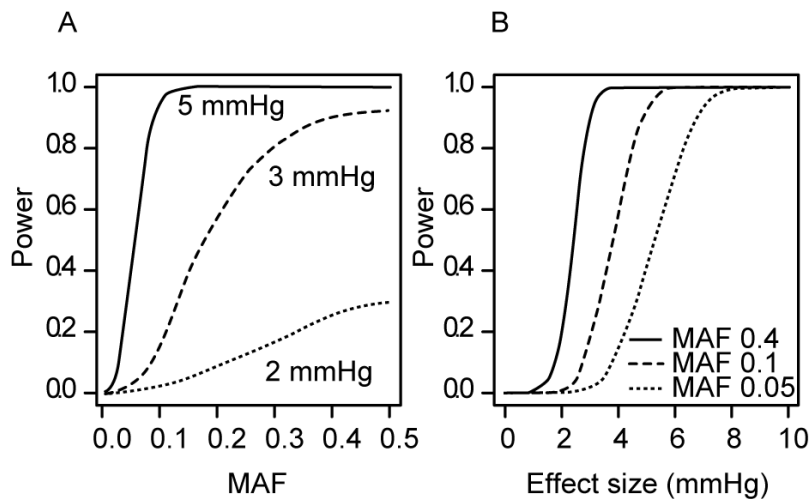 A
B
Power
1.0
0.8
0.6
0.4
0.2
0.0
5 mmHg
3 mmHg
2 mmHg
0.0 0.1 0.2 0.3 0.4 0.5
MAF
Power
1.0
0.8
0.6
0.4
0.2
0.0
MAF 0.4
MAF 0.1
MAF 0.05
0 2 4 6 8 10
Effect size (mmHg)